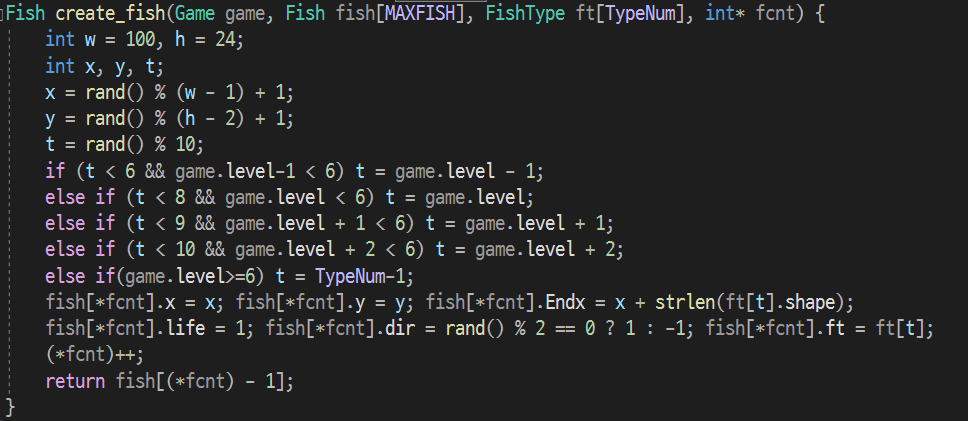 Fish create_fish(Game game, Fish fish[MAXFISH], FishType ft[TypeNum], int* fcnt) {
    int w = 100, h = 24;
    int x, y, t;
    x = rand() % (w - 1) + 1;
    y = rand() % (h - 2) + 1;
    t = rand() % 10;
    if (t < 6 && game.level-1 < 6) t = game.level - 1;
    else if (t < 8 && game.level < 6) t = game.level;
    else if (t < 9 && game.level + 1 < 6) t = game.level + 1;
    else if (t < 10 && game.level + 2 < 6) t = game.level + 2;
    else if(game.level>=6) t = TypeNum-1;
    fish[*fcnt].x = x; fish[*fcnt].y = y; fish[*fcnt].Endx = x + strlen(ft[t].shape);
    fish[*fcnt].life = 1; fish[*fcnt].dir = rand() % 2 == 0 ? 1 : -1; fish[*fcnt].ft = ft[t];
    (*fcnt)++;
    return fish[(*fcnt) - 1];
}